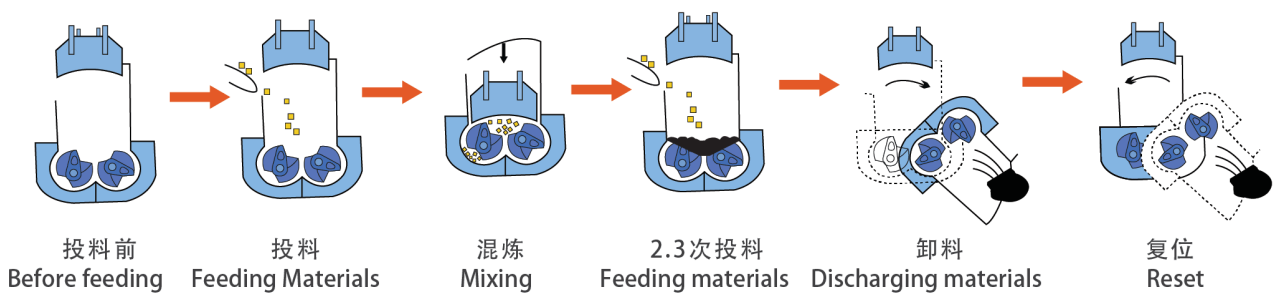 投料前
Before feeding
投料
Feeding Materials
混炼
Mixing
2.3次投料
Feeding materials
卸料
Discharging materials
复位
Reset